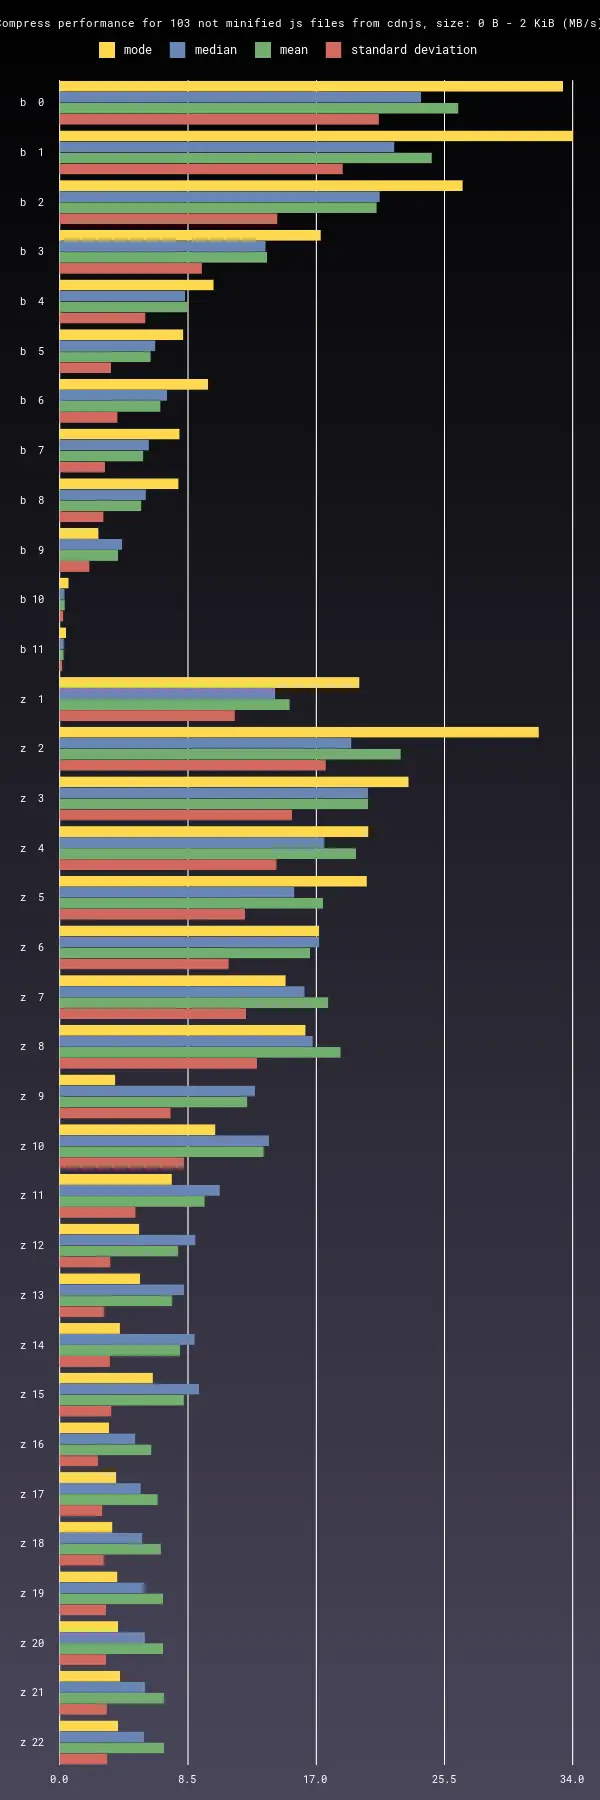 ompress performance for 103 not minified js files from cdnjs, size: 0 B - 2 KiB (MB/s)
mode median mean standard deviation
b 0
b 1
b 2
b 3
b 4
b 5
b 6
b 7
b 8
b 9
b 10
b 11
z 1
z 2
z 3
z 4
z 5
z 6
z 7
z 8
z 9
z 10
z 11
z 12
z 13
z 14
z 15
z 16
z 17
z 18
z 19
z 20
z 21
z 22
0.0 8.5 17.0 25.5 34.0